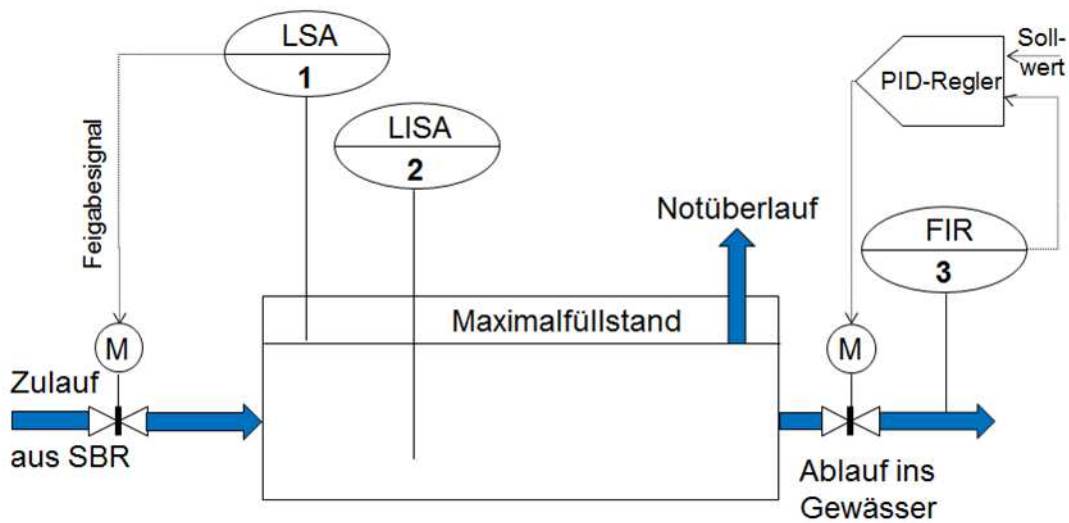 LSA
1
Soll-
wert
PID-Regler
LISA
2
Feigabesignal
Notüberlauf
FIR
3
Maximalfüllstand
M
M
Zulauf
aus SBR
Ablauf ins
Gewässer